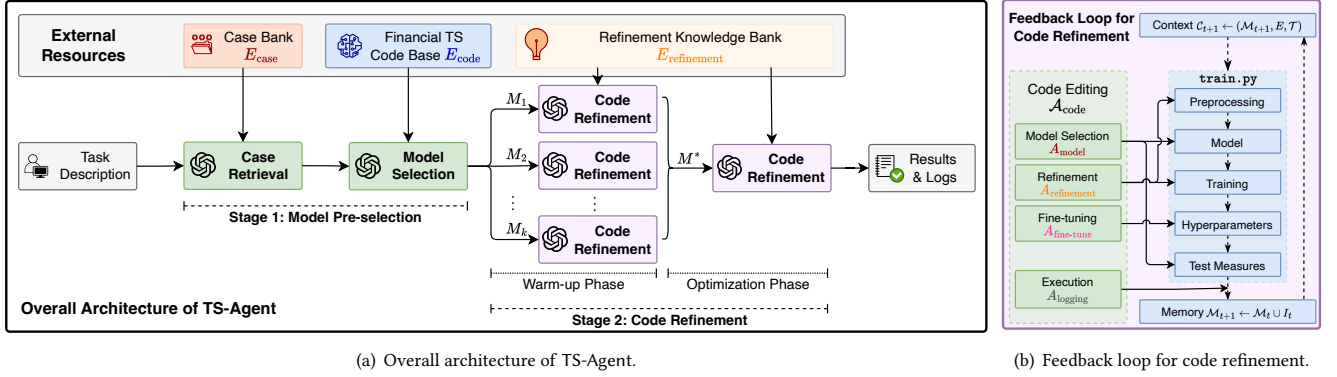 External
Resources
Case Bank
E_case
Financial TS
Code Base E_code
Refinement Knowledge Bank
E_refinement
Task
Description
Case
Retrieval
Model
Selection
M_1
Code
Refinement
M_2
Code
Refinement
⋮ ⋮
M_k
Code
Refinement
M*
Code
Refinement
Results
& Logs
Stage 1: Model Pre-selection
Warm-up Phase
Optimization Phase
Stage 2: Code Refinement
Overall Architecture of TS-Agent
(a) Overall architecture of TS-Agent.
Feedback Loop for
Code Refinement
Context 𝒞_{t+1} ← (ℳ_{t+1}, E, 𝒯)
Code Editing
𝒜_code
Model Selection
A_model
Refinement
A_refinement
Fine-tuning
A_fine-tune
Execution
A_logging
train.py
Preprocessing
Model
Training
Hyperparameters
Test Measures
Memory ℳ_{t+1} ← ℳ_t ∪ I_t
(b) Feedback loop for code refinement.